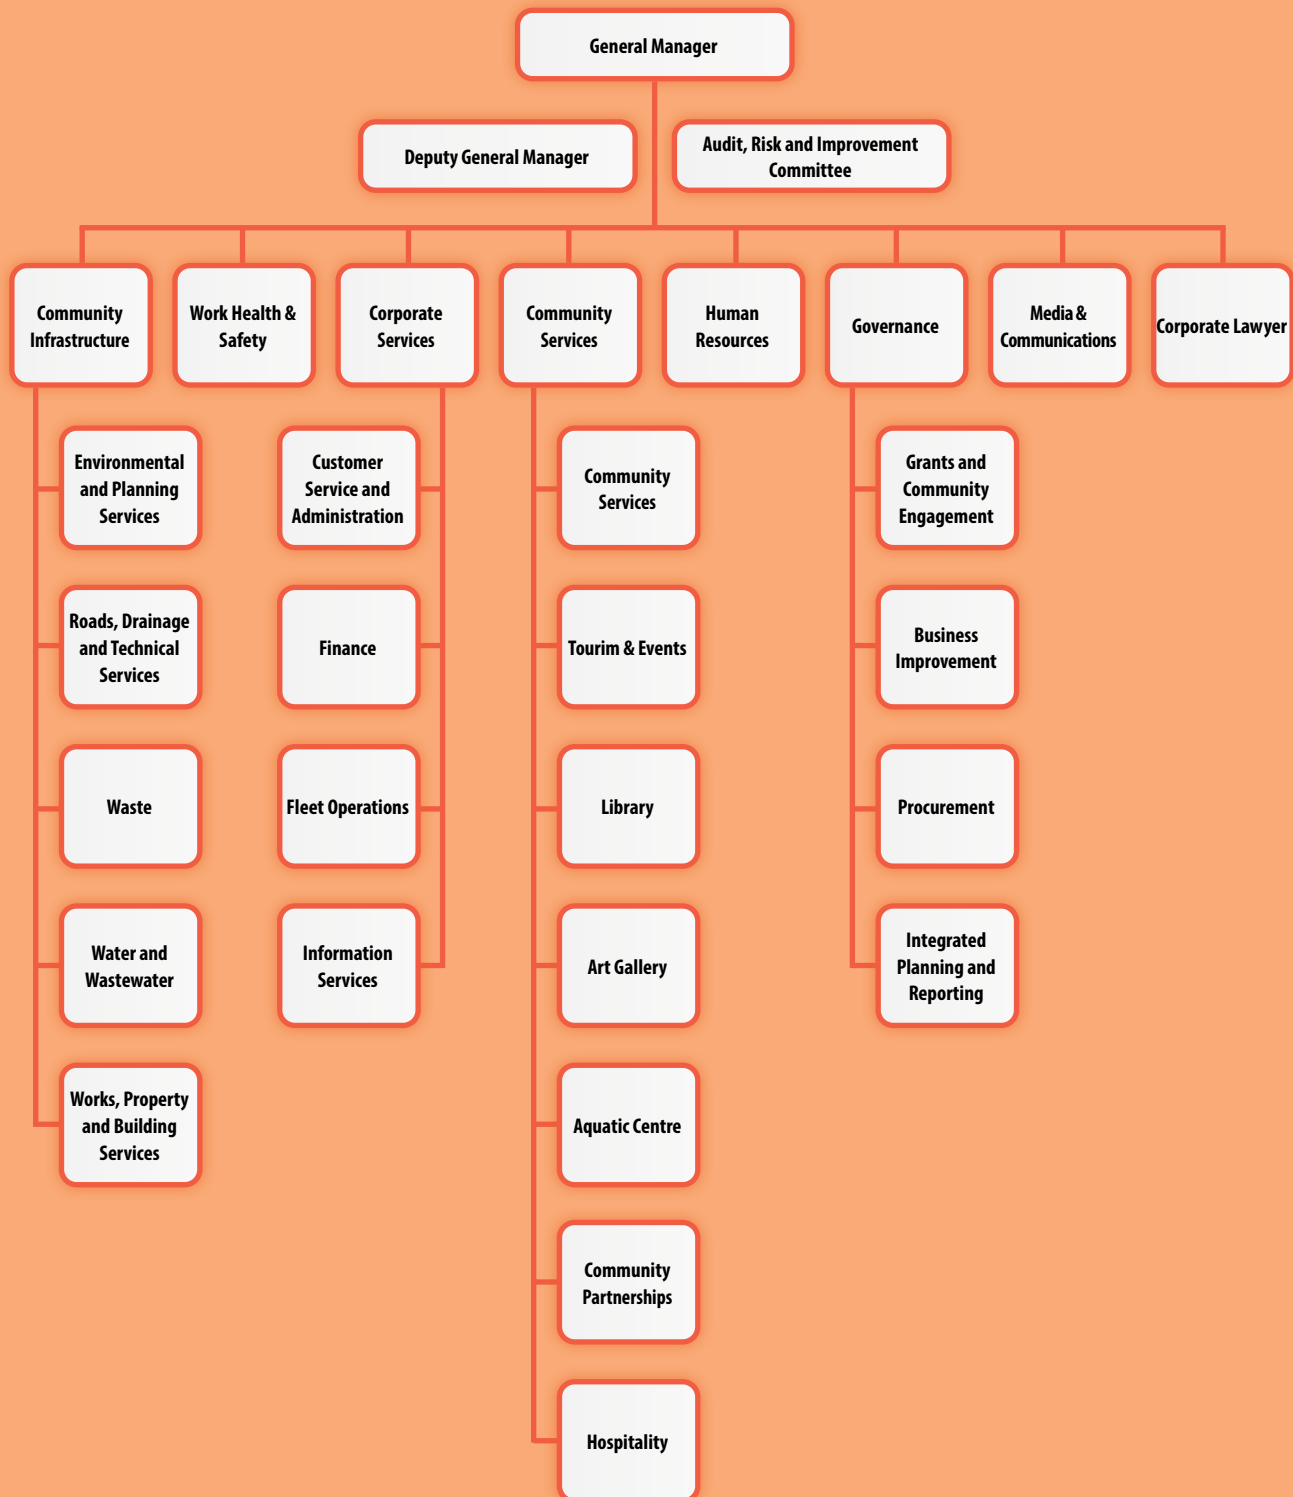 General Manager
Deputy General Manager
Audit, Risk and Improvement
Committee
Community
Infrastructure
Work Health &
Safety
Corporate
Services
Community
Services
Human
Resources
Governance
Media &
Communications
Corporate Lawyer
Environmental
and Planning
Services
Roads, Drainage
and Technical
Services
Waste
Water and
Wastewater
Works, Property
and Building
Services
Customer
Service and
Administration
Finance
Fleet Operations
Information
Services
Community
Services
Tourim & Events
Library
Art Gallery
Aquatic Centre
Community
Partnerships
Hospitality
Grants and
Community
Engagement
Business
Improvement
Procurement
Integrated
Planning and
Reporting